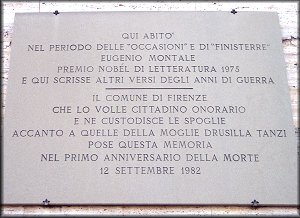 QUI ABITO'
NEL PERIODO DELLE "OCCASIONI" E DI "FINISTERRE"
EUGENIO MONTALE
PREMIO NOBEL DI LETTERATURA 1975
E QUI SCRISSE ALTRI VERSI DEGLI ANNI DI GUERRA
IL COMUNE DI FIRENZE
CHE LO VOLLE CITTADINO ONORARIO
E NE CUSTODISCE LE SPOGLIE
ACCANTO A QUELLE DELLA MOGLIE DRUSILLA TANZI
POSE QUESTA MEMORIA
NEL PRIMO ANNIVERSARIO DELLA MORTE
12 SETTEMBRE 1982